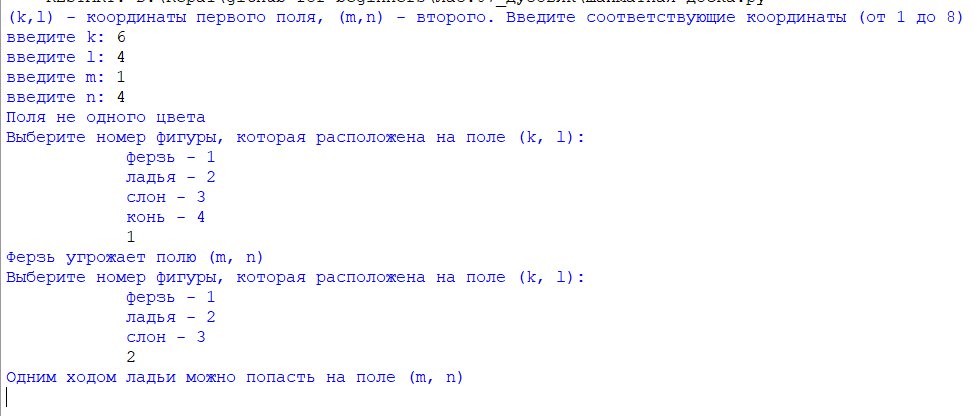 (k,l) - координаты первого поля, (m,n) - второго. Введите соответствующие координаты (от 1 до 8)
введите k: 6
введите l: 4
введите m: 1
введите n: 4
Поля не одного цвета
Выберите номер фигуры, которая расположена на поле (k, l):
ферзь - 1
ладья - 2
слон - 3
конь - 4
1
Ферзь угрожает полю (m, n)
Выберите номер фигуры, которая расположена на поле (k, l):
ферзь - 1
ладья - 2
слон - 3
2
Одним ходом ладьи можно попасть на поле (m, n)